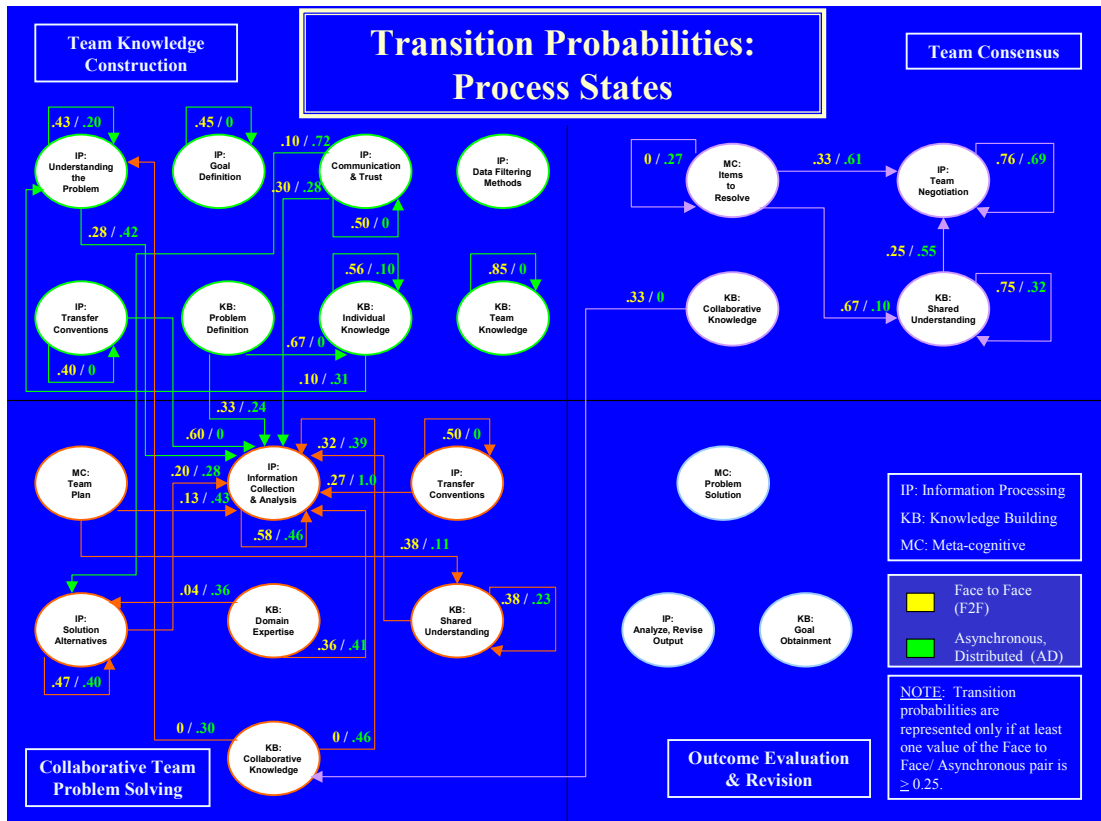 Team Knowledge
Construction
Transition Probabilities:
Process States
Team Consensus
.43 / .20
.45 / 0
.10 / .72
IP:
Understanding
the
Problem
IP:
Goal
Definition
IP:
Communication
& Trust
IP:
Data Filtering
Methods
.30 / .28
.50 / 0
.28 / .42
.56 / .10
.85 / 0
IP:
Transfer
Conventions
KB:
Problem
Definition
KB:
Individual
Knowledge
KB:
Team
Knowledge
.67 / 0
.40 / 0
.10 / .31
.33 / .24
.60 / 0
0 / .27
MC:
Items
to
Resolve
.33 / .61
IP:
Team
Negotiation
.76 / .69
.25 / .55
.33 / 0
KB:
Collaborative
Knowledge
.67 / .10
KB:
Shared
Understanding
.75 / .32
MC:
Team
Plan
.20 / .28
.13 / .43
IP:
Information
Collection
& Analysis
.32 / .39
.50 / 0
.27 / 1.0
IP:
Transfer
Conventions
.58 / .46
.38 / .11
.04 / .36
IP:
Solution
Alternatives
KB:
Domain
Expertise
.36 / .41
KB:
Shared
Understanding
.38 / .23
.47 / .40
0 / .30
0 / .46
KB:
Collaborative
Knowledge
Collaborative Team
Problem Solving
MC:
Problem
Solution
IP:
Analyze, Revise
Output
KB:
Goal
Obtainment
Outcome Evaluation
& Revision
IP: Information Processing
KB: Knowledge Building
MC: Meta-cognitive
Face to Face
(F2F)
Asynchronous,
Distributed (AD)
NOTE: Transition
probabilities are
represented only if at least
one value of the Face to
Face/ Asynchronous pair is
≥ 0.25.